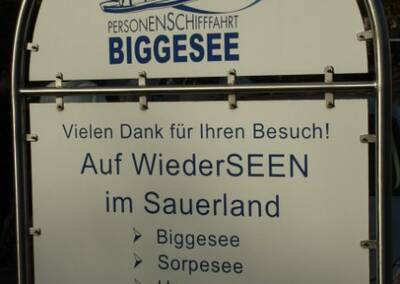 PERSONENSCHIFFFAHRT
BIGGESEE
Vielen Dank für Ihren Besuch!
Auf WiederSEEN
im Sauerland
➢ Biggesee
➢ Sorpesee